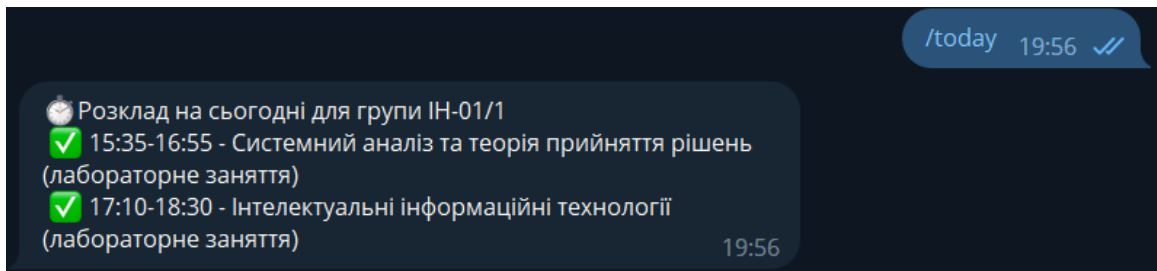 /today 19:56
⏱Розклад на сьогодні для групи ІН-01/1
✅ 15:35-16:55 - Системний аналіз та теорія прийняття рішень
(лабораторне заняття)
✅ 17:10-18:30 - Інтелектуальні інформаційні технології
(лабораторне заняття) 19:56